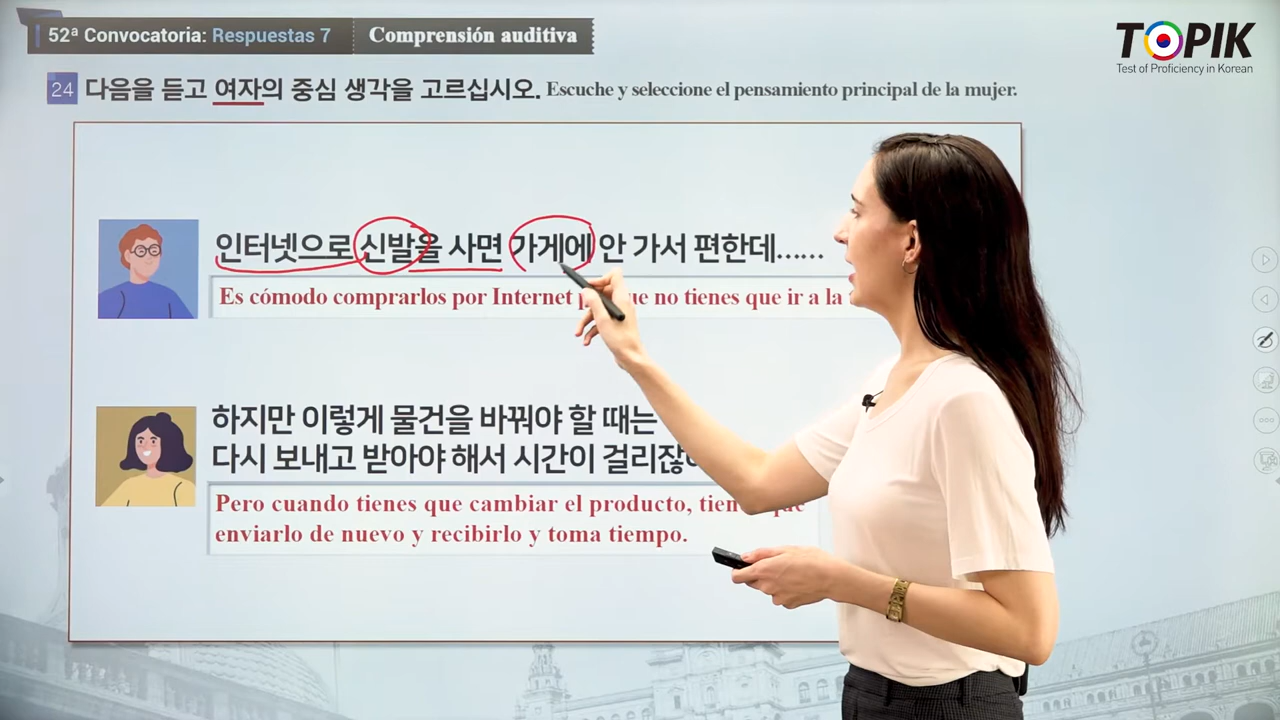 52ª Convocatoria: Respuestas 7 Comprensión auditiva
TOPIK
Test of Proficiency in Korean
24 다음을 듣고 여자의 중심 생각을 고르십시오. Escuche y seleccione el pensamiento principal de la mujer.
인터넷으로 신발을 사면 가게에 안 가서 편한데……
Es cómodo comprarlos por Internet que no tienes que ir a la
하지만 이렇게 물건을 바꿔야 할 때는
다시 보내고 받아야 해서 시간이
Pero cuando tienes que cambiar el producto, que
enviarlo de nuevo y recibirlo y toma tiempo.